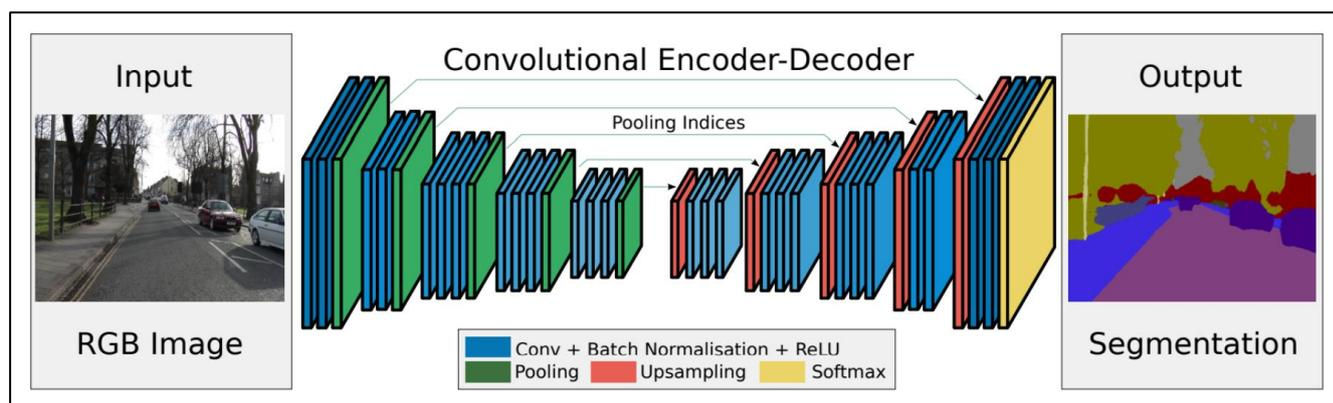 Input
RGB Image
Convolutional Encoder-Decoder
Pooling Indices
Conv + Batch Normalisation + ReLU
Pooling Upsampling Softmax
Output
Segmentation